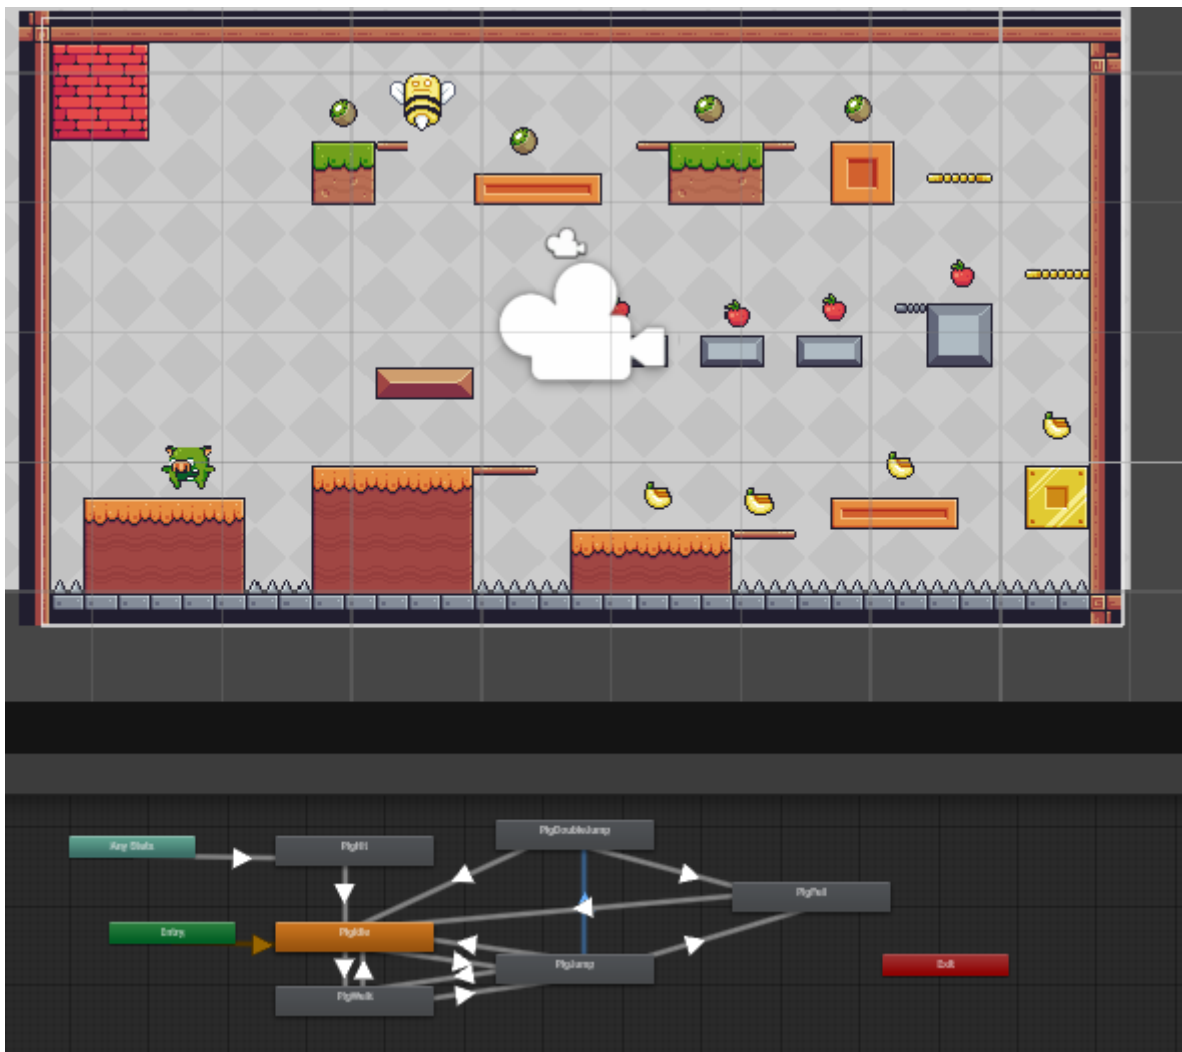 Any State
PigHit
PigDoubleJump
PigFall
Entry
PigIdle
PigJump
Exit
PigWalk